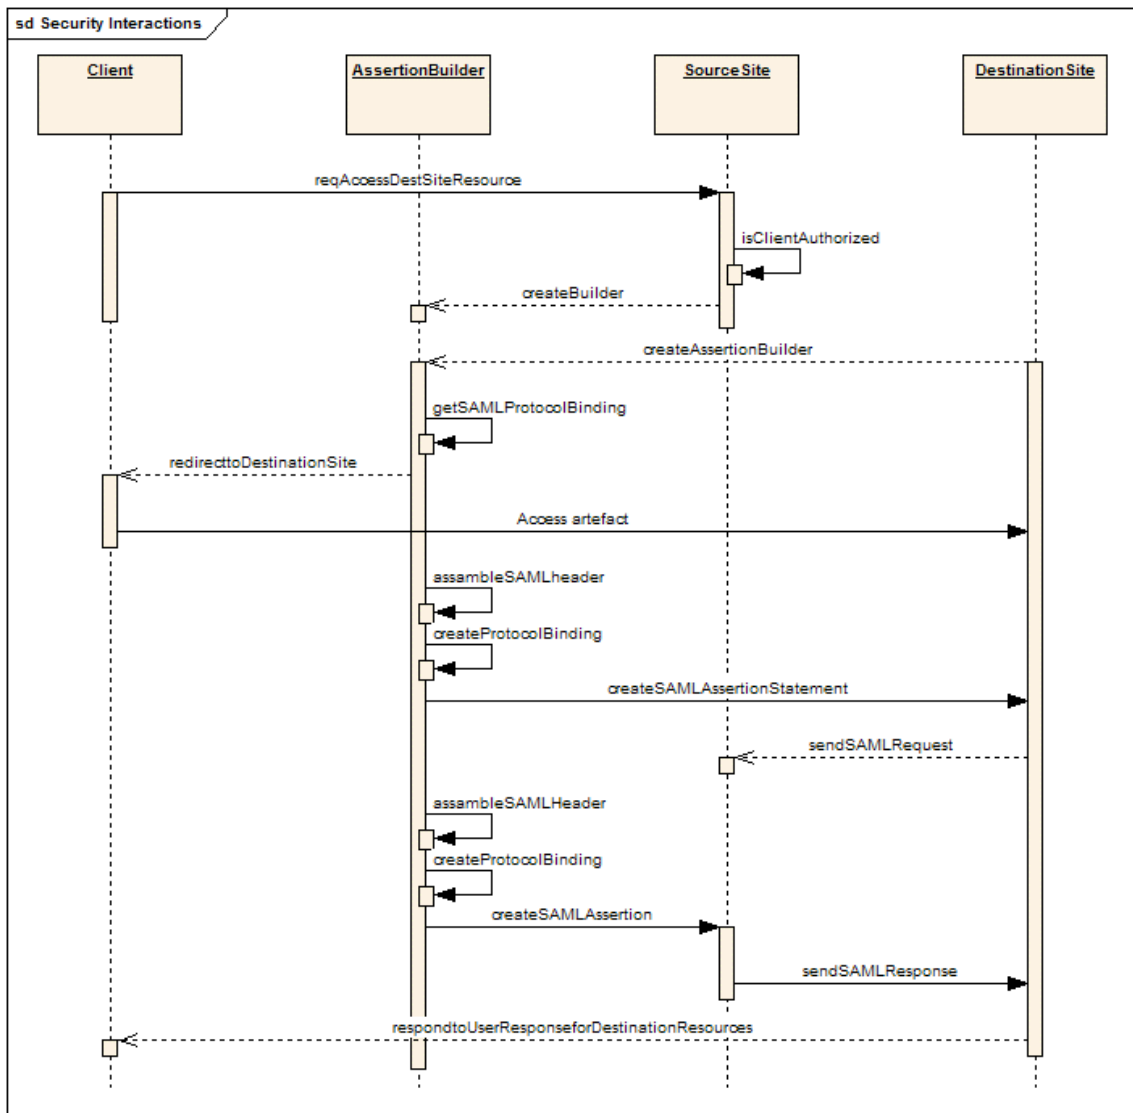 sd Security Interactions
Client
AssertionBuilder
SourceSite
DestinationSite
reqAccessDestSiteResource
isClientAuthorized
createBuilder
createAssertionBuilder
getSAMLProtocolBinding
redirecttoDestinationSite
Access artefact
assambleSAMLheader
createProtocolBinding
createSAMLAssertionStatement
sendSAMLRequest
assambleSAMLHeader
createProtocolBinding
createSAMLAssertion
sendSAMLResponse
respondtoUserResponseforDestinationResources